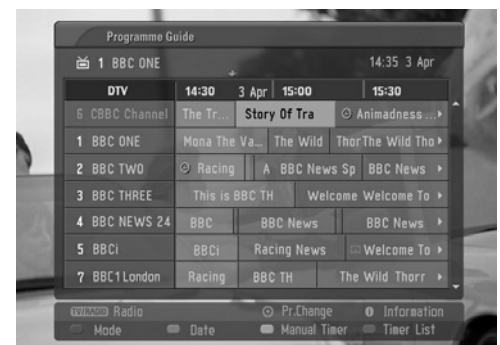 Programme Guide
1 BBC ONE 14:35 3 Apr
DTV 14:30 3 Apr 15:00 15:30
6 CBBC Channel The Tr... Story Of Tra Animadness ...
1 BBC ONE Mona The Va... The Wild ThorThe Wild Tho
2 BBC TWO Racing A BBC News Sp BBC News
3 BBC THREE This is BBC TH Welcome Welcome To
4 BBC NEWS 24 BBC BBC News BBC News
5 BBCi BBCi Racing News Welcome To
7 BBC1 London Racing BBC TH The Wild Thorr
TV/RADIO Radio Pr.Change Information
Mode Date Manual Timer Timer List